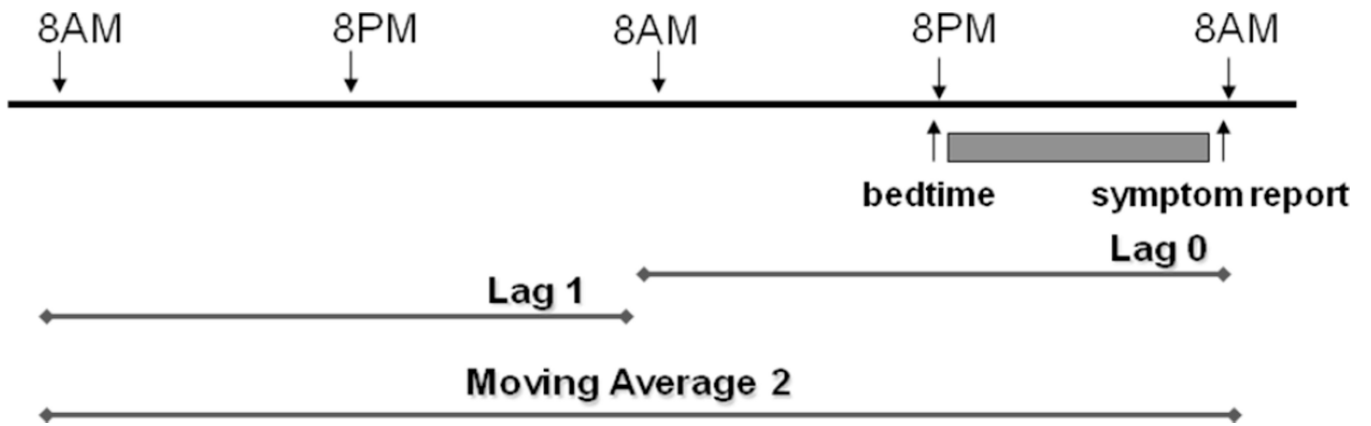 8AM 8PM 8AM 8PM 8AM
bedtime symptom report
Lag 0
Lag 1
Moving Average 2